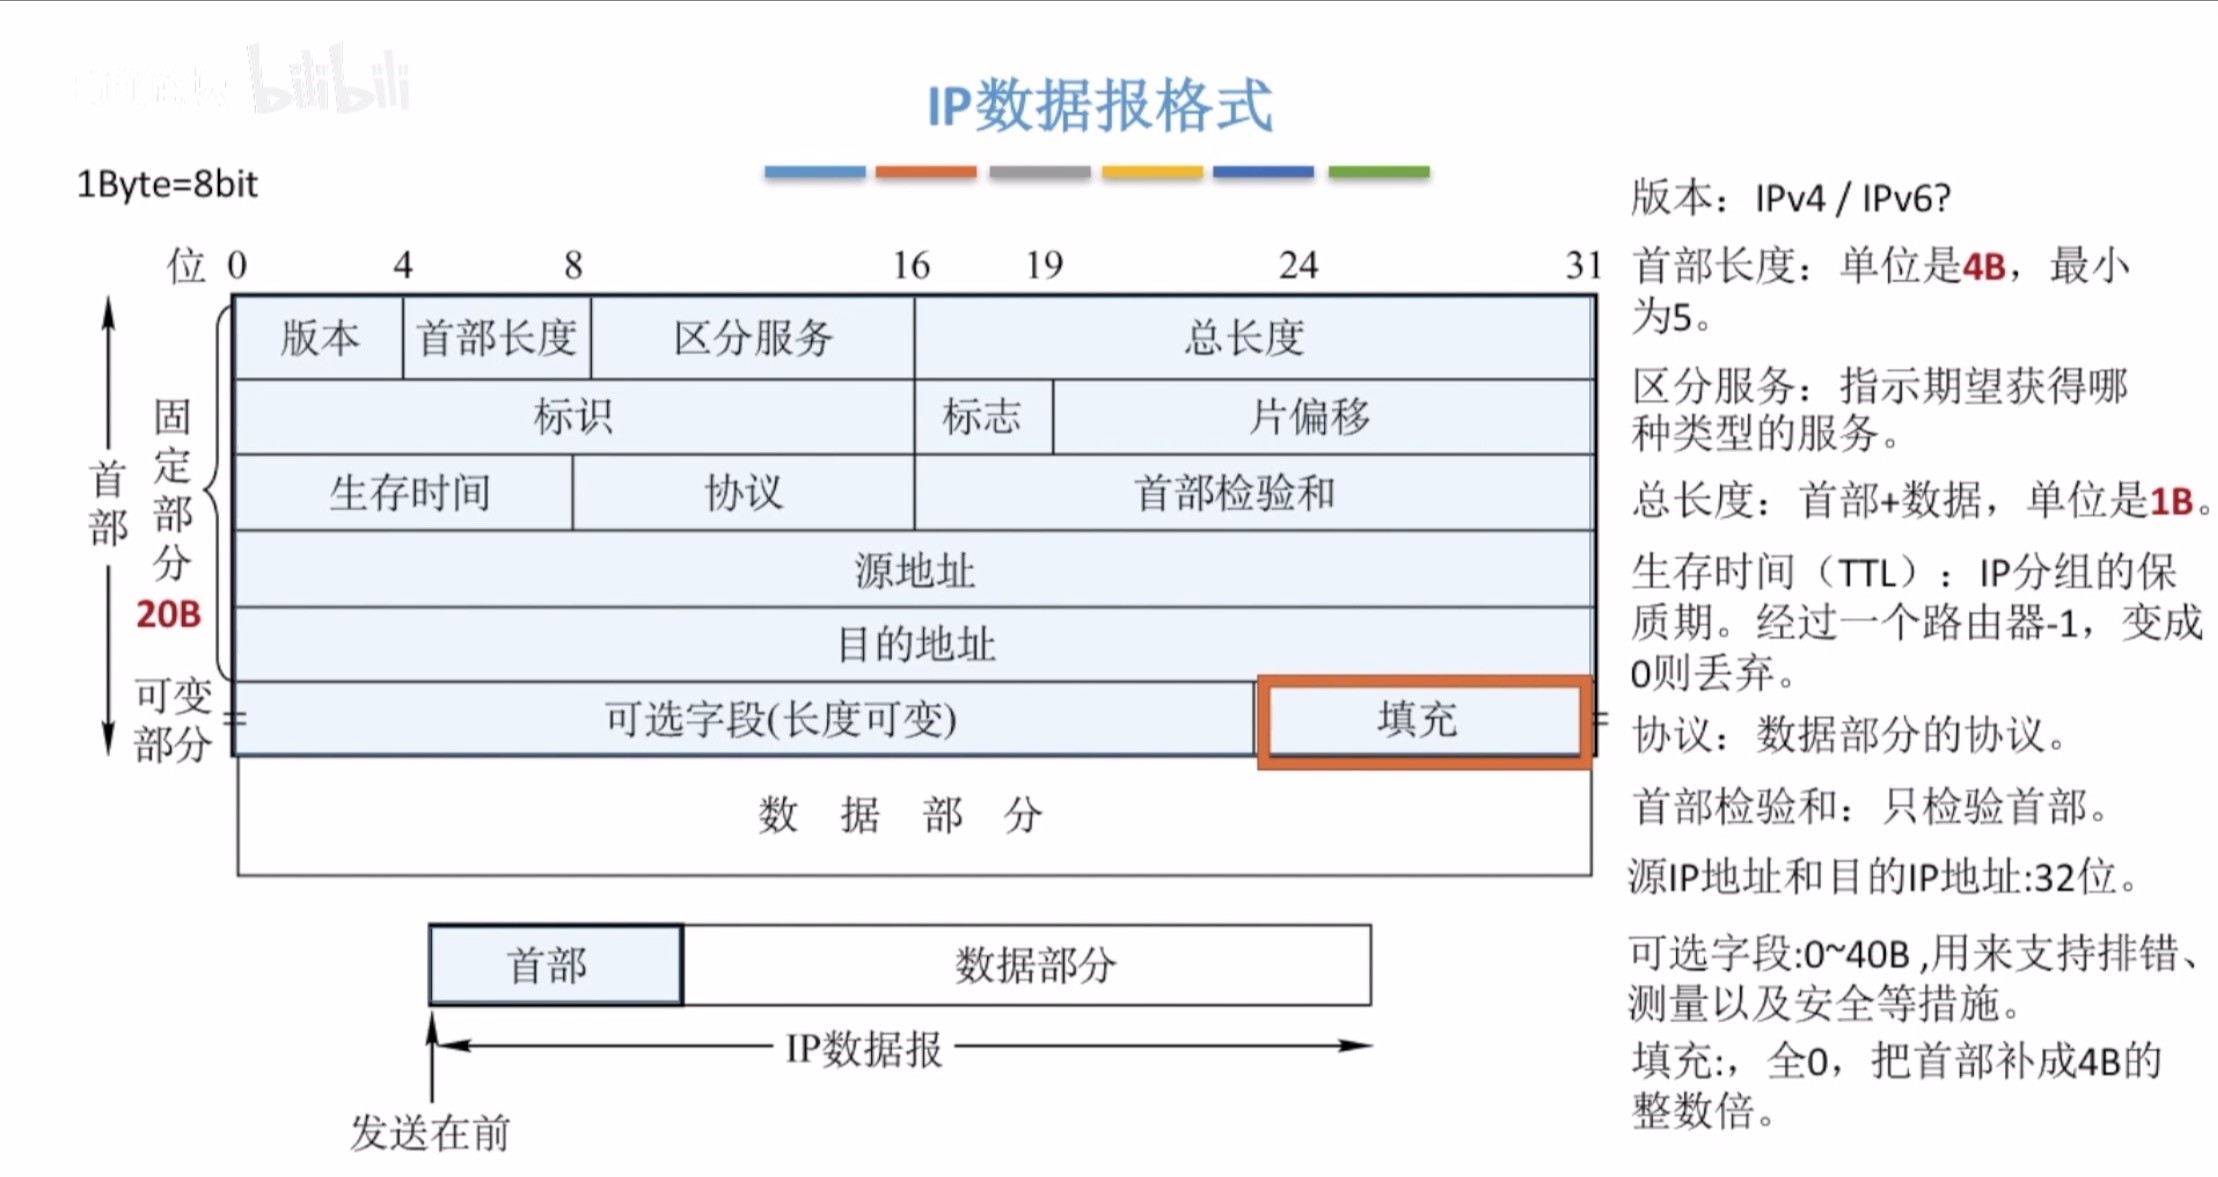 bilibili
IP数据报格式
1Byte=8bit
位 0 4 8 16 19 24 31
版本 首部长度 区分服务 总长度
标识 标志 片偏移
生存时间 协议 首部检验和
源地址
目的地址
可选字段(长度可变) 填充
数据部分
首部
固定部分
20B
可变
部分
首部 数据部分
IP数据报
发送在前
版本：IPv4 / IPv6?
首部长度：单位是4B，最小
为5。
区分服务：指示期望获得哪
种类型的服务。
总长度：首部+数据，单位是1B。
生存时间（TTL）：IP分组的保
质期。经过一个路由器-1，变成
0则丢弃。
协议：数据部分的协议。
首部检验和：只检验首部。
源IP地址和目的IP地址:32位。
可选字段:0~40B ,用来支持排错、
测量以及安全等措施。
填充:，全0，把首部补成4B的
整数倍。